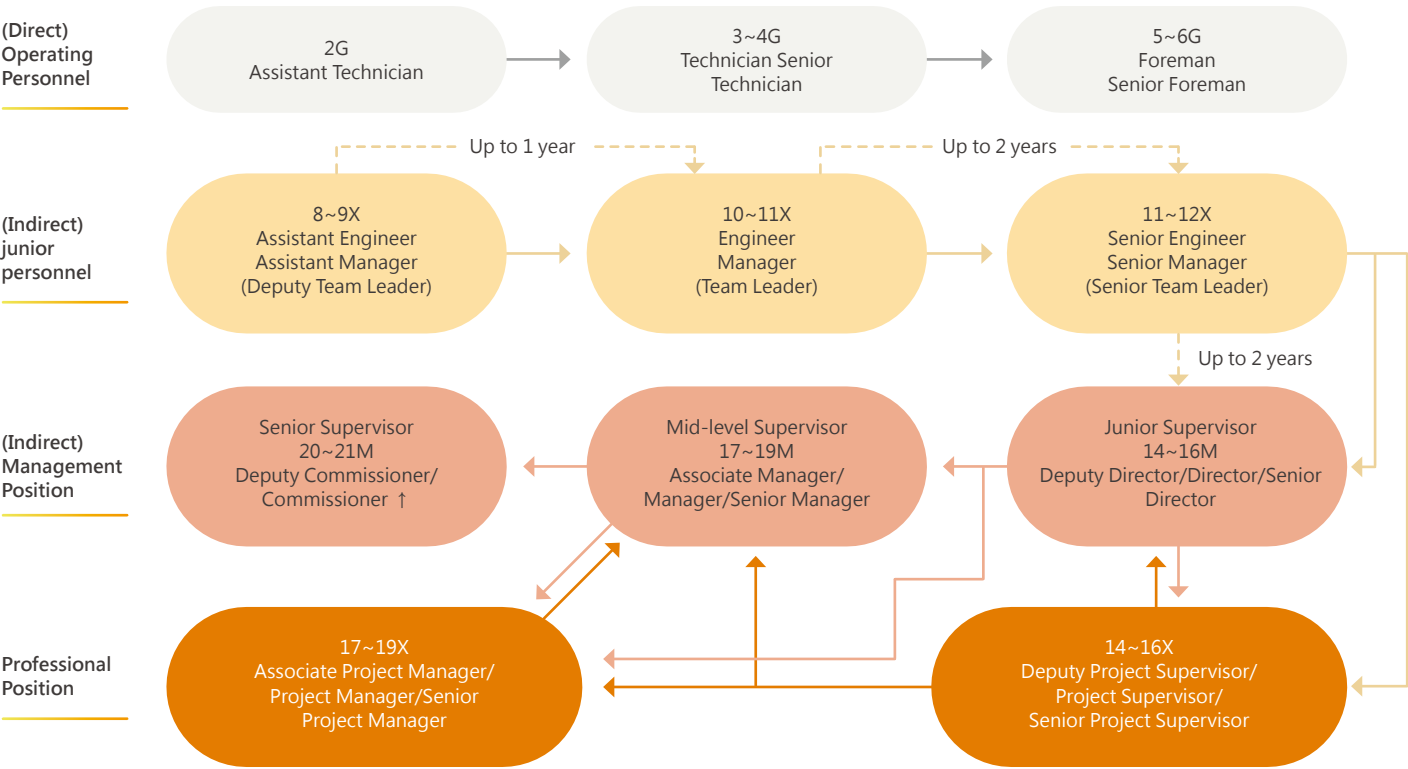 (Direct)
Operating
Personnel
2G
Assistant Technician
3~4G
Technician Senior
Technician
5~6G
Foreman
Senior Foreman
Up to 1 year
Up to 2 years
(Indirect)
junior
personnel
8~9X
Assistant Engineer
Assistant Manager
(Deputy Team Leader)
10~11X
Engineer
Manager
(Team Leader)
11~12X
Senior Engineer
Senior Manager
(Senior Team Leader)
Up to 2 years
(Indirect)
Management
Position
Senior Supervisor
20~21M
Deputy Commissioner/
Commissioner ↑
Mid-level Supervisor
17~19M
Associate Manager/
Manager/Senior Manager
Junior Supervisor
14~16M
Deputy Director/Director/Senior
Director
Professional
Position
17~19X
Associate Project Manager/
Project Manager/Senior
Project Manager
14~16X
Deputy Project Supervisor/
Project Supervisor/
Senior Project Supervisor